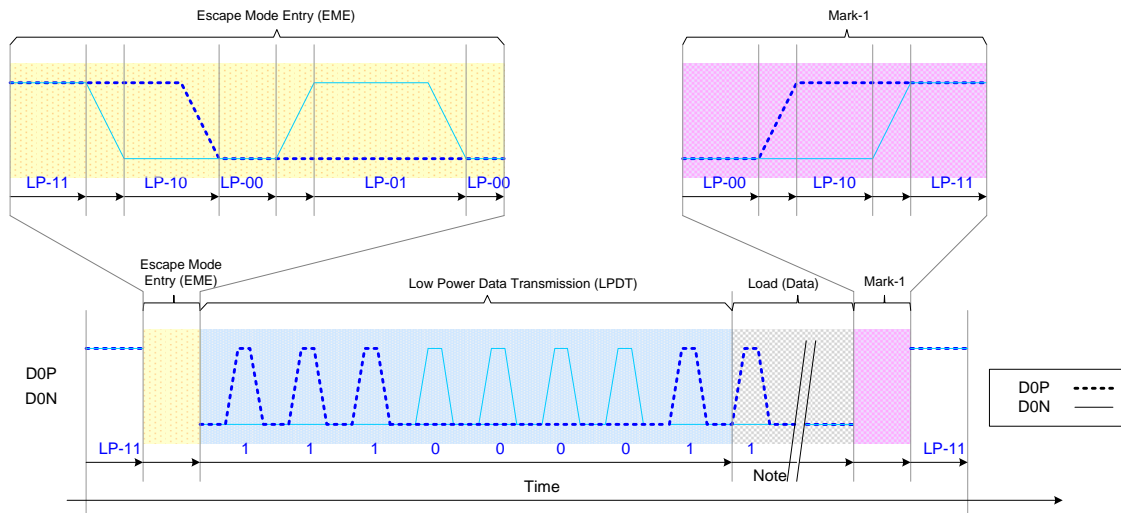 Escape Mode Entry (EME)
Mark-1
LP-11 LP-10 LP-00 LP-01 LP-00
LP-00 LP-10 LP-11
Escape Mode
Entry (EME)
Low Power Data Transmission (LPDT)
Load (Data)
Mark-1
D0P
D0N
D0P
D0N
LP-11 1 1 1 0 0 0 0 1 1 LP-11
Note
Time